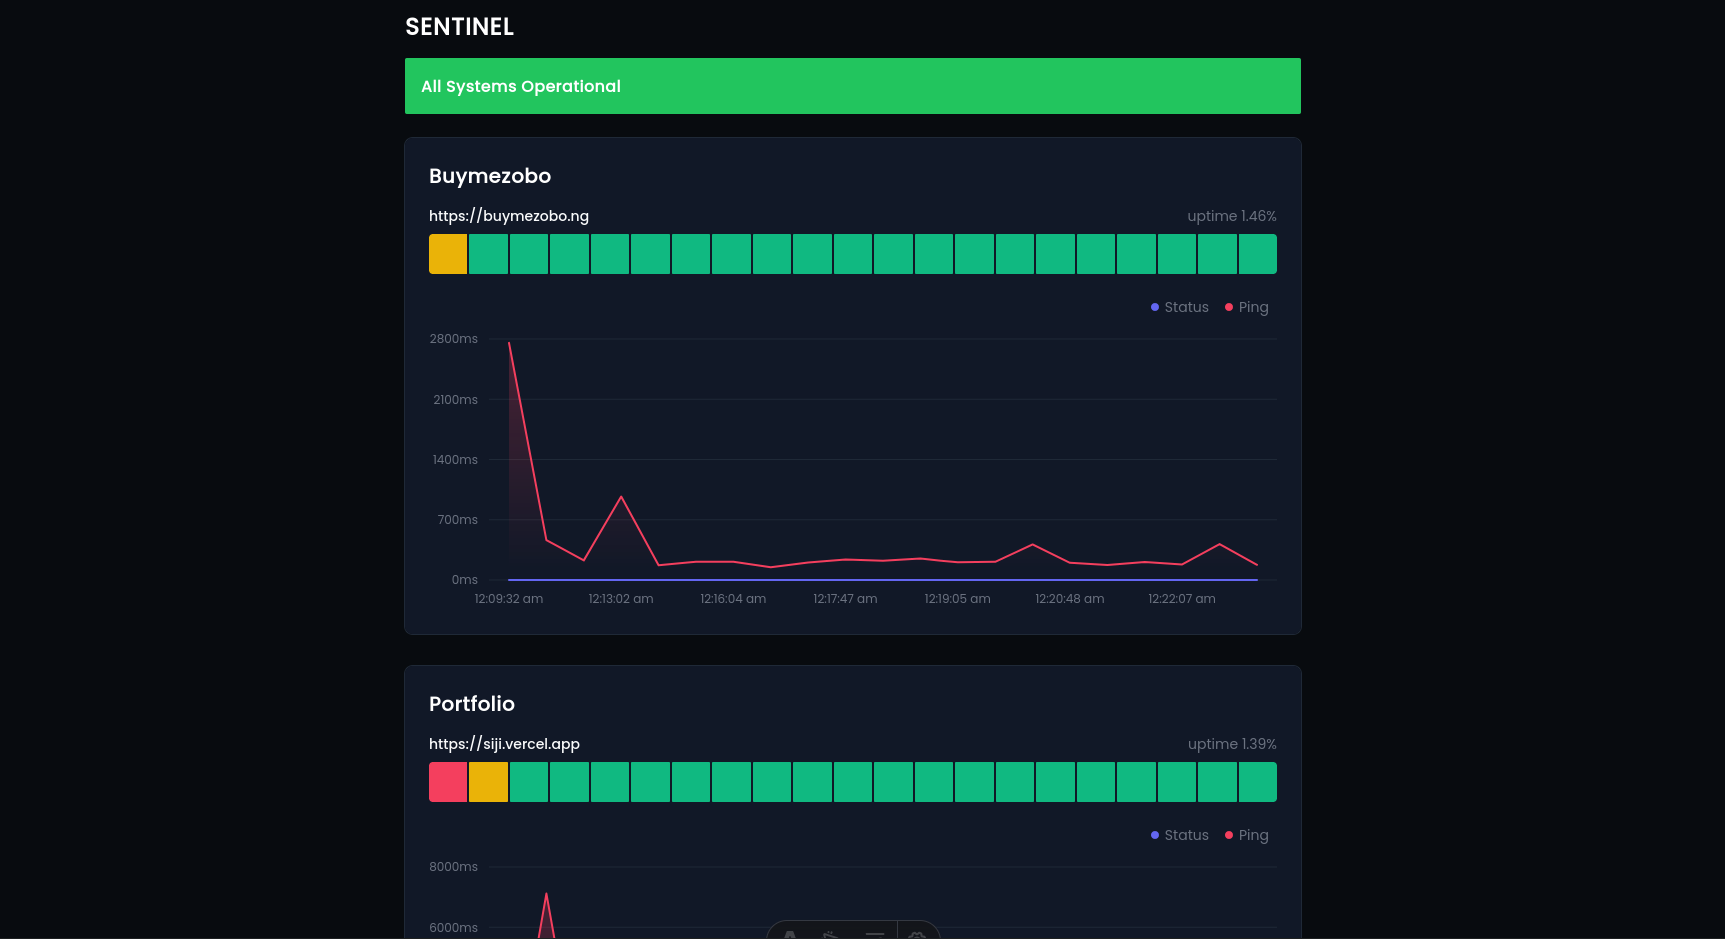 SENTINEL
All Systems Operational
Buymezobo
https://buymezobo.ng
uptime 1.46%
Status
Ping
2800ms
2100ms
1400ms
700ms
0ms
12:09:32 am
12:13:02 am
12:16:04 am
12:17:47 am
12:19:05 am
12:20:48 am
12:22:07 am
Portfolio
https://siji.vercel.app
uptime 1.39%
Status
Ping
8000ms
6000ms